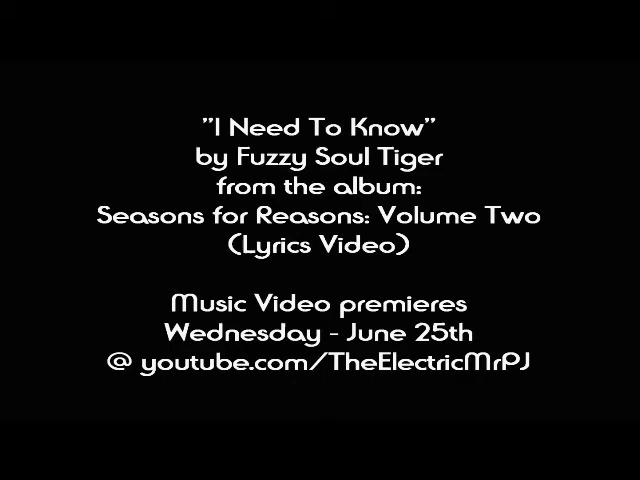 "I Need To Know"
by Fuzzy Soul Tiger
from the album:
Seasons for Reasons: Volume Two
(Lyrics Video)
Music Video premieres
Wednesday - June 25th
@ youtube.com/TheElectricMrPJ